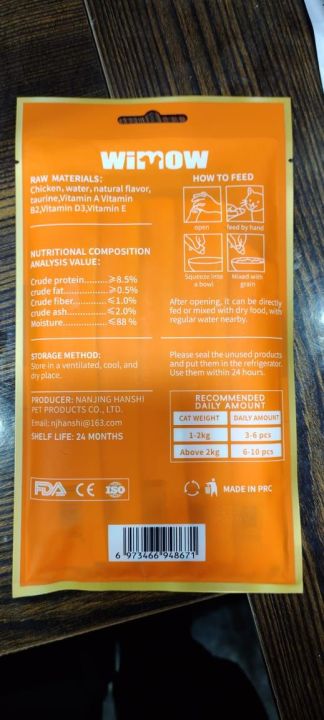 WiMOW
RAW MATERIALS:
Chicken, water, natural flavor,
taurine,Vitamin A Vitamin
B2,Vitamin D3,Vitamin E
NUTRITIONAL COMPOSITION
ANALYSIS VALUE:
Crude protein.........≥8.5%
crude fat.................≥0.5%
Crude fiber.............≤1.0%
crude ash...............≤2.0%
Moisture.................≤88 %
STORAGE METHOD:
Store in a ventilated, cool, and
dry place.
PRODUCER: NANJING HANSHI
PET PRODUCTS CO., LTD.
Email: njhanshi@163.com
SHELF LIFE: 24 MONTHS
FDA CE ISO
HOW TO FEED
open
feed by hand
Squeeze into
a bowl
Mixed with
grain
After opening, it can be directly
fed or mixed with dry food, with
regular water nearby.
Please seal the unused products
and put them in the refrigerator.
Use them within 24 hours.
RECOMMENDED
DAILY AMOUNT
CAT WEIGHT DAILY AMOUNT
1-2kg 3-6 pcs
Above 2kg 6-10 pcs
MADE IN PRC
6 973466 948671